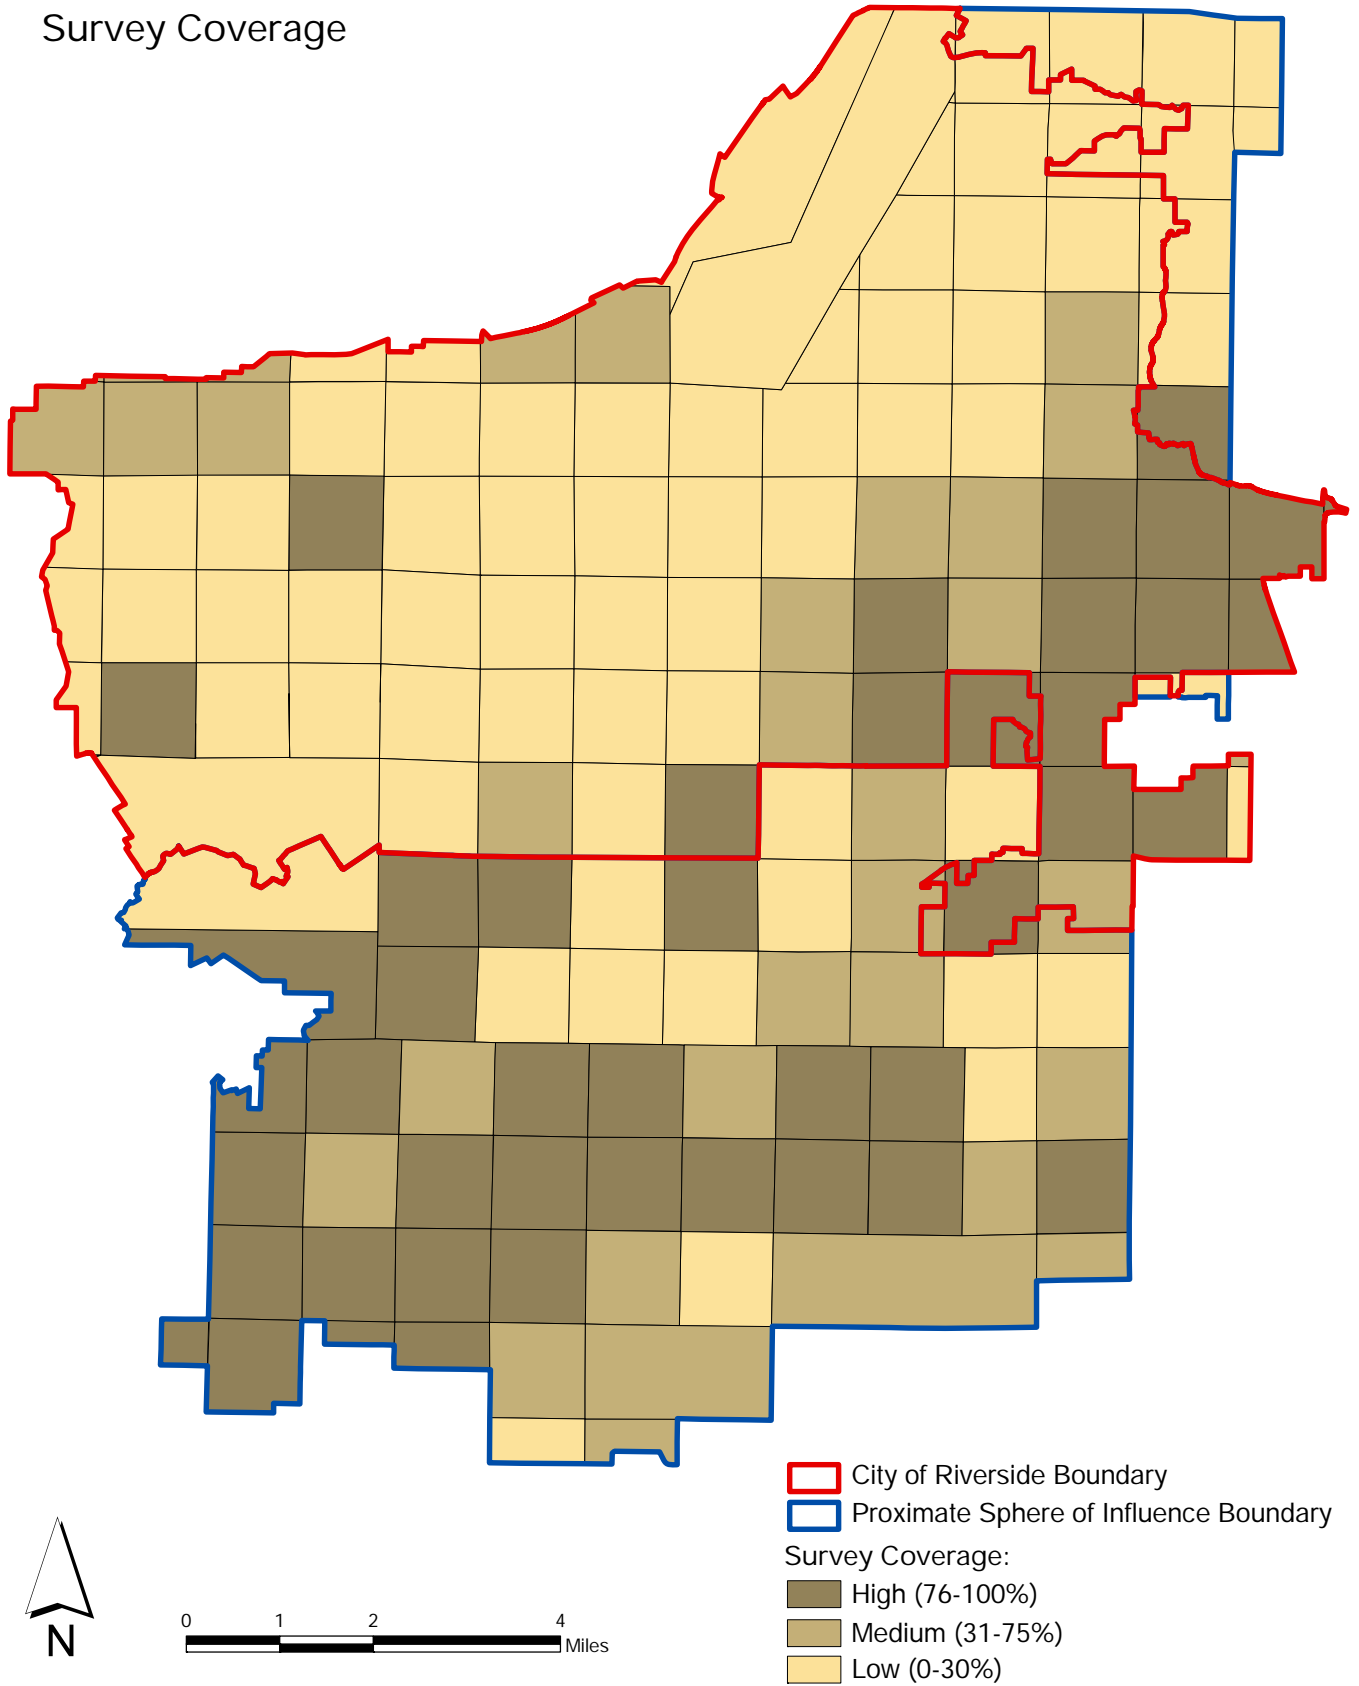 Survey Coverage
City of Riverside Boundary
Proximate Sphere of Influence Boundary
Survey Coverage:
High (76-100%)
Medium (31-75%)
Low (0-30%)
N
0 1 2 4
Miles